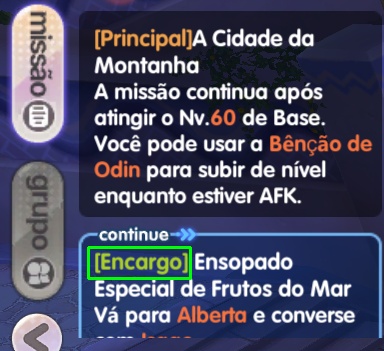 missão
grupo
[Principal]A Cidade da
Montanha
A missão continua após
atingir o Nv.60 de Base.
Você pode usar a Bênção de
Odin para subir de nível
enquanto estiver AFK.
continue
[Encargo] Ensopado
Especial de Frutos do Mar
Vá para Alberta e converse
com Isaac